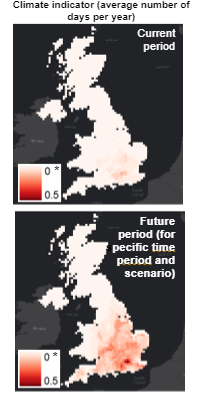 Climate indicator (average number of
days per year)
Current
period
0 *
0.5
Future
period (for
pecific time
period and
scenario)
0 *
0.5